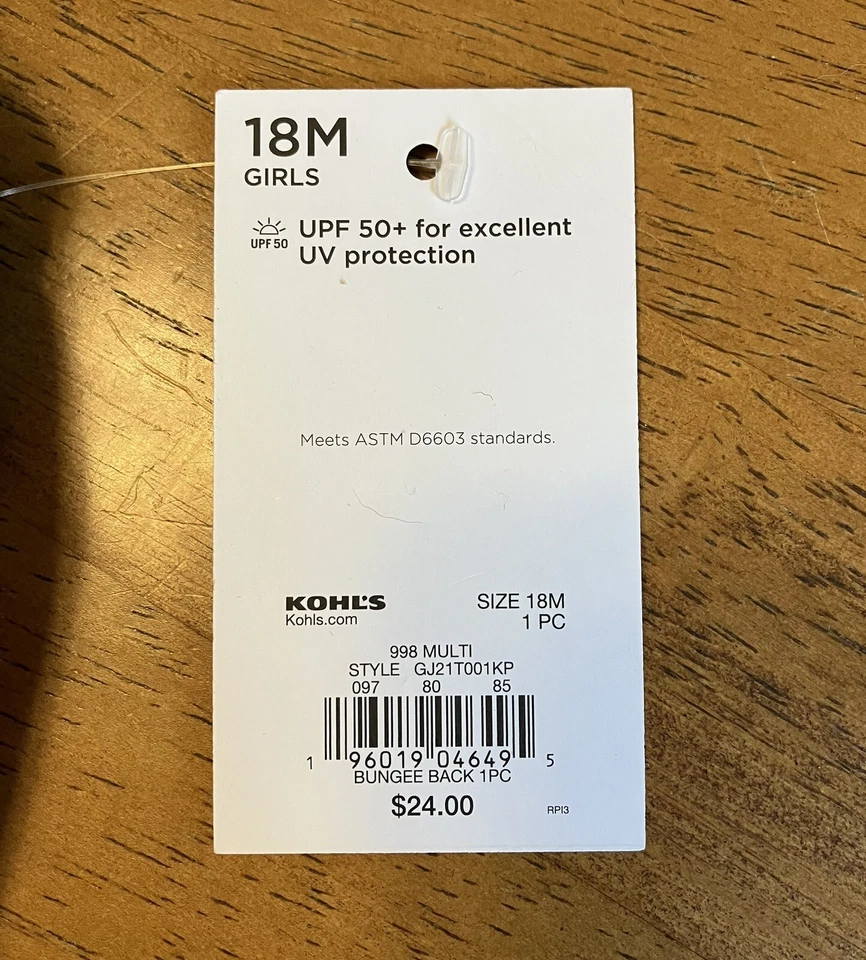 18M
GIRLS
UPF 50
UPF 50+ for excellent
UV protection
Meets ASTM D6603 standards.
KOHL'S
Kohls.com
SIZE 18M
1 PC
998 MULTI
STYLE GJ21T001KP
097 80 85
1 96019 04649 5
BUNGEE BACK 1PC
$24.00
RPI3